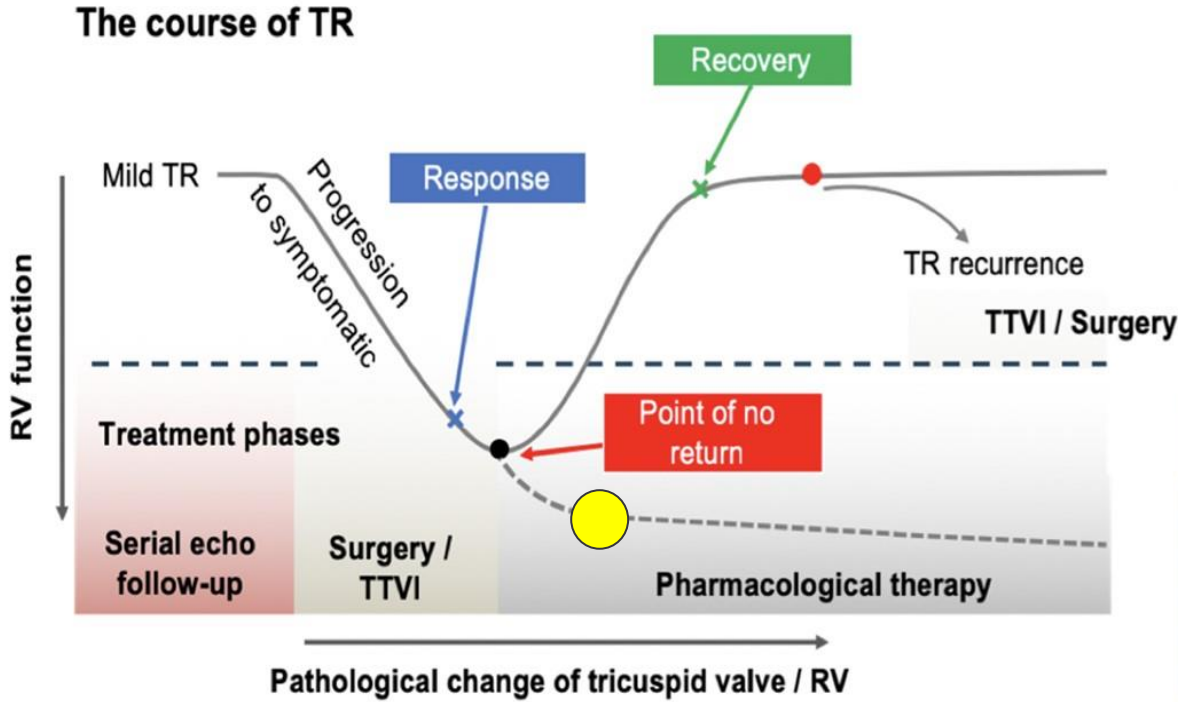 The course of TR
Recovery
Mild TR
Progression
to symptomatic
Response
TR recurrence
TTVI / Surgery
RV function
Point of no
return
Treatment phases
Serial echo
follow-up
Surgery /
TTVI
Pharmacological therapy
Pathological change of tricuspid valve / RV